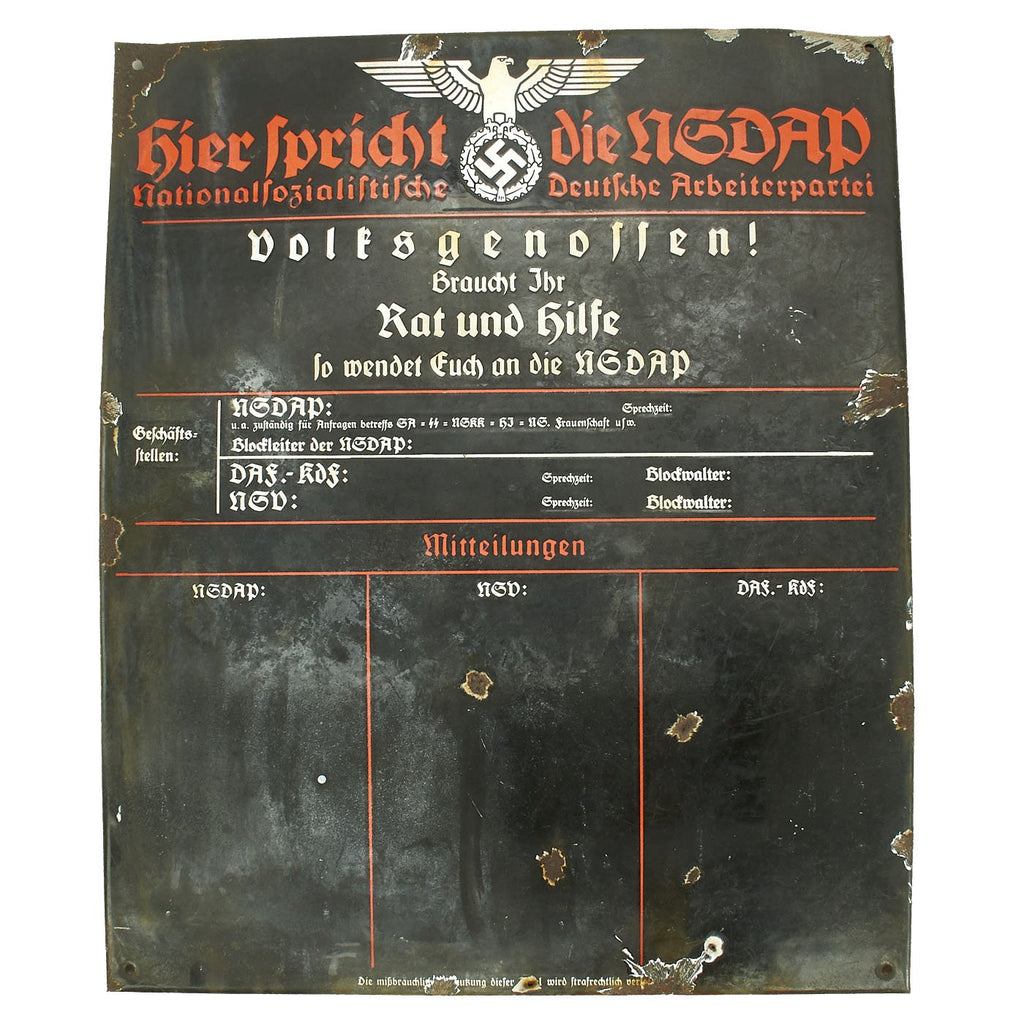 Hier spricht die NSDAP
Nationalsozialistische Deutsche Arbeiterpartei
Volksgenossen!
Braucht Ihr
Rat und Hilfe
so wendet Euch an die NSDAP
Geschäfts-
stellen:
NSDAP: Sprechzeit:
u.a. zuständig für Anfragen betreffs SA = SS = NSKK = HJ = NS. Frauenschaft usw.
Blockleiter der NSDAP:
DAF.-KdF: Sprechzeit: Blockwalter:
NSV: Sprechzeit: Blockwalter:
Mitteilungen
NSDAP: NSV: DAF.-KdF:
Die dieser wird strafrechtlich